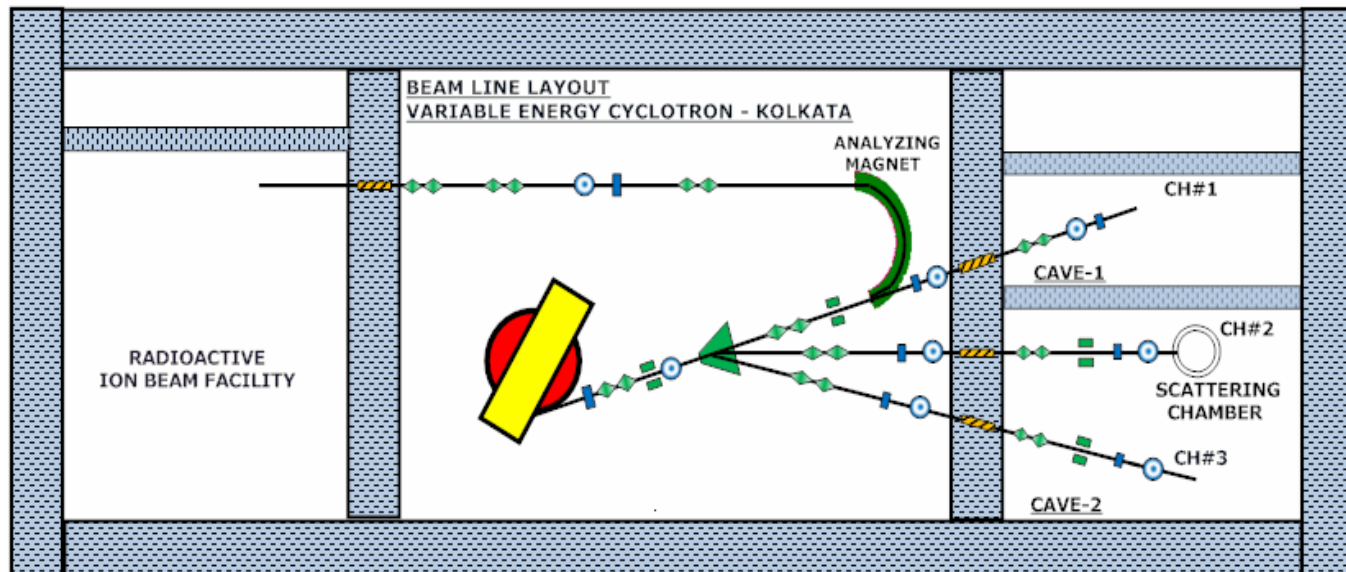 BEAM LINE LAYOUT
VARIABLE ENERGY CYCLOTRON - KOLKATA
ANALYZING
MAGNET
CH#1
CAVE-1
RADIOACTIVE
ION BEAM FACILITY
CH#2
SCATTERING
CHAMBER
CH#3
CAVE-2